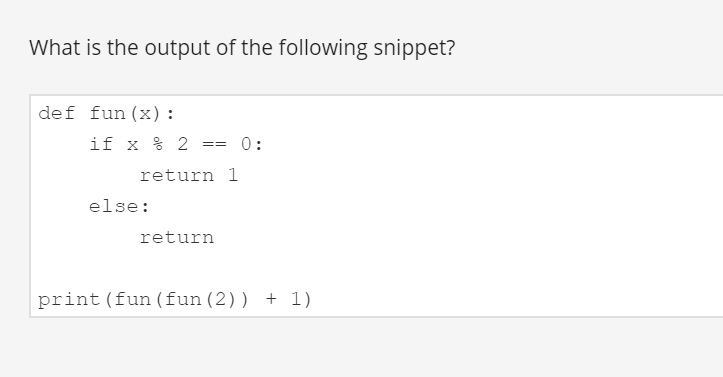 What is the output of the following snippet?
def fun(x):
    if x % 2 == 0:
        return 1
    else:
        return
print(fun(fun(2)) + 1)